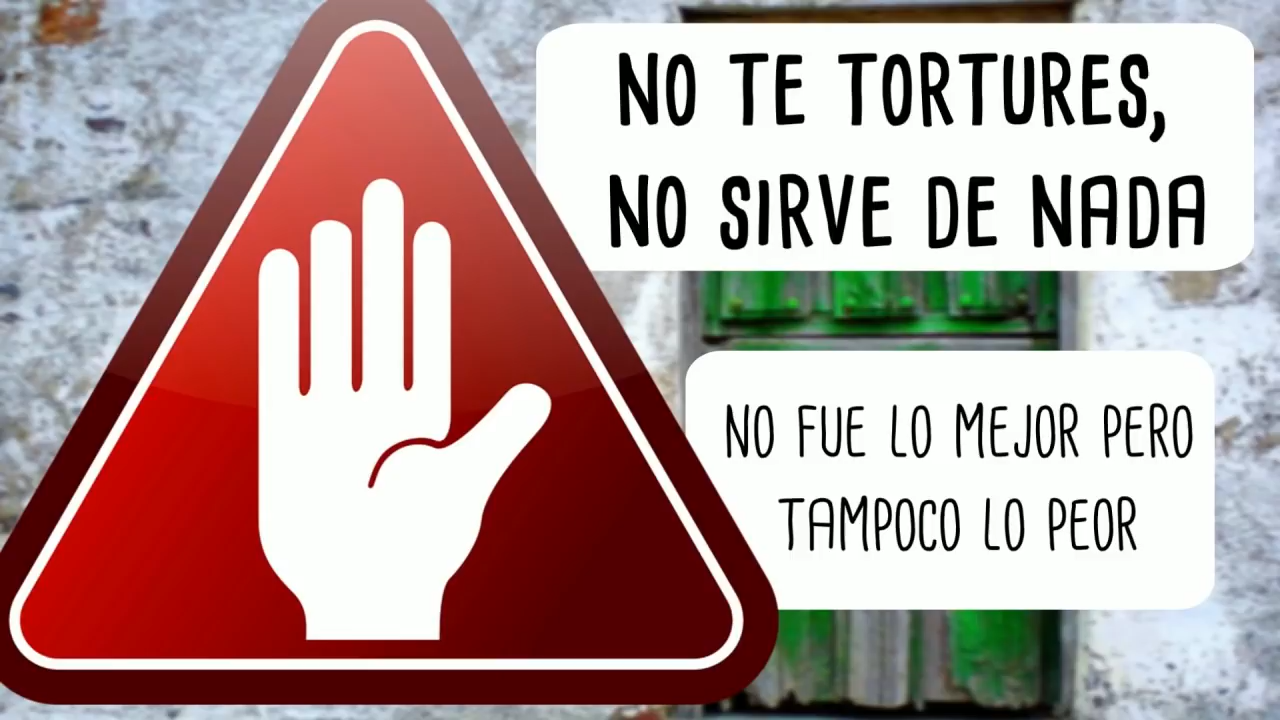 NO TE TORTURES,
NO SIRVE DE NADA
NO FUE LO MEJOR PERO
TAMPOCO LO PEOR